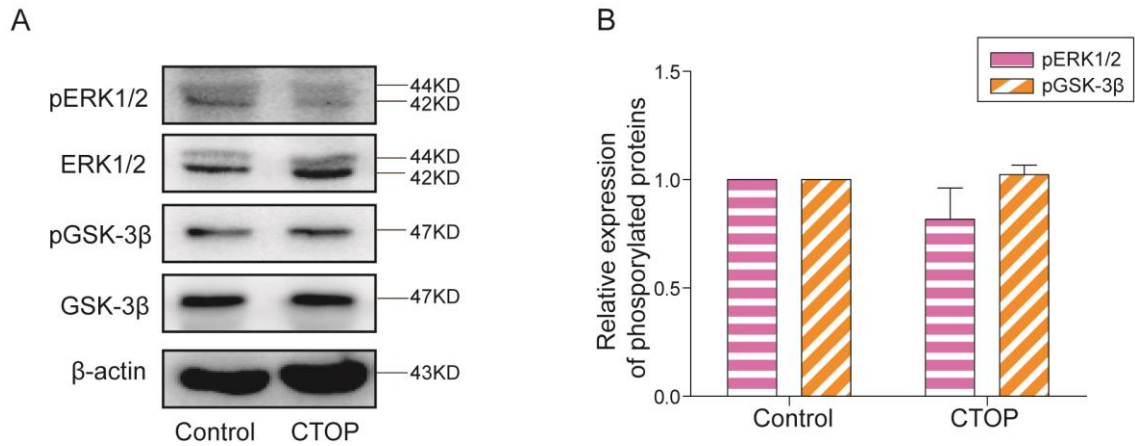 A
pERK1/2
44KD
42KD
ERK1/2
44KD
42KD
pGSK-3β
47KD
GSK-3β
47KD
β-actin
43KD
Control CTOP
B
pERK1/2
pGSK-3β
Relative expression
of phosporylated proteins
1.5
1.0
0.5
0.0
Control CTOP